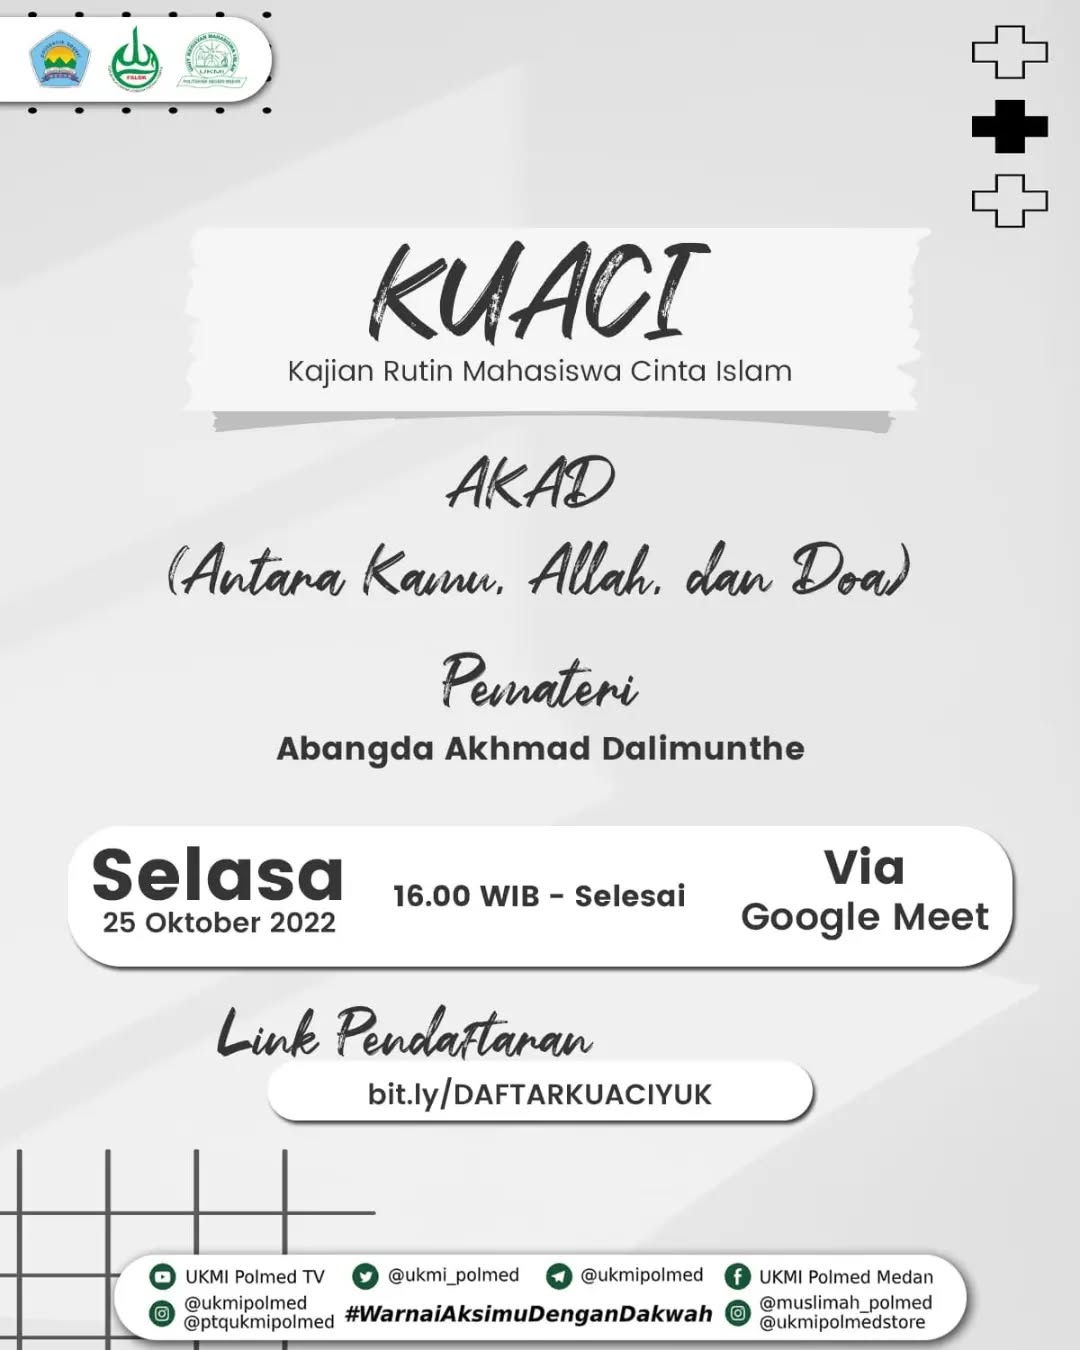 FSLDK
UKMI
KUACI
Kajian Rutin Mahasiswa Cinta Islam
AKAD
(Antara Kamu, Allah, dan Doa)
Pemateri
Abangda Akhmad Dalimunthe
Selasa
25 Oktober 2022
16.00 WIB - Selesai
Via
Google Meet
Link Pendaftaran
bit.ly/DAFTARKUACIYUK
UKMI Polmed TV
@ukmi_polmed
@ukmipolmed
UKMI Polmed Medan
@ukmipolmed
@ptqukmipolmed
#WarnaiAksimuDenganDakwah
@muslimah_polmed
@ukmipolmedstore